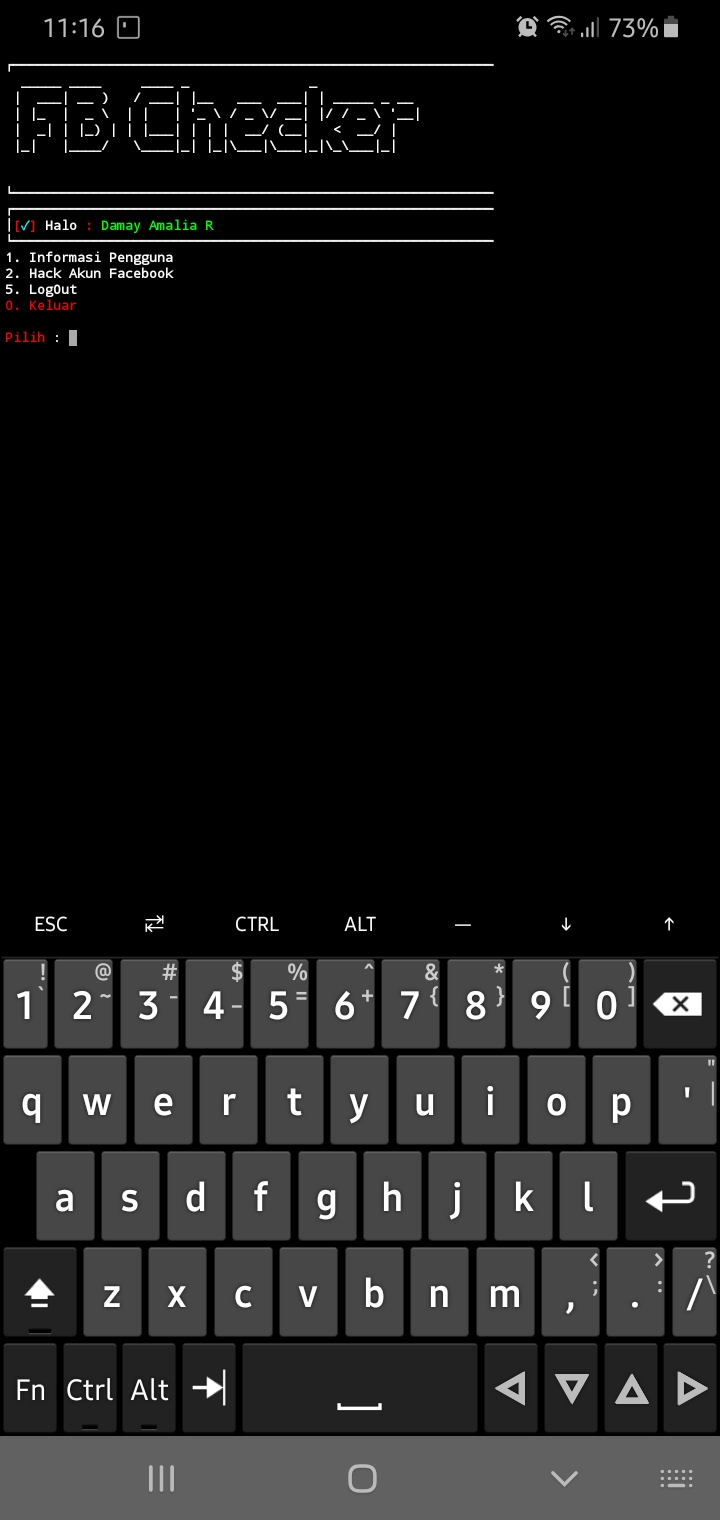 11:16 73%
FB Checker
[✓] Halo : Damay Amalia R
1. Informasi Pengguna
2. Hack Akun Facebook
5. LogOut
0. Keluar
Pilih :
ESC ⇄ CTRL ALT — ↓ ↑
! @ # $ % ^ & * ( )
1 ` 2 ~ 3 - 4 _ 5 = 6 + 7 { 8 } 9 [ 0 ]
q w e r t y u i o p ' " |
a s d f g h j k l
z x c v b n m , < ; . > : / ? \
Fn Ctrl Alt